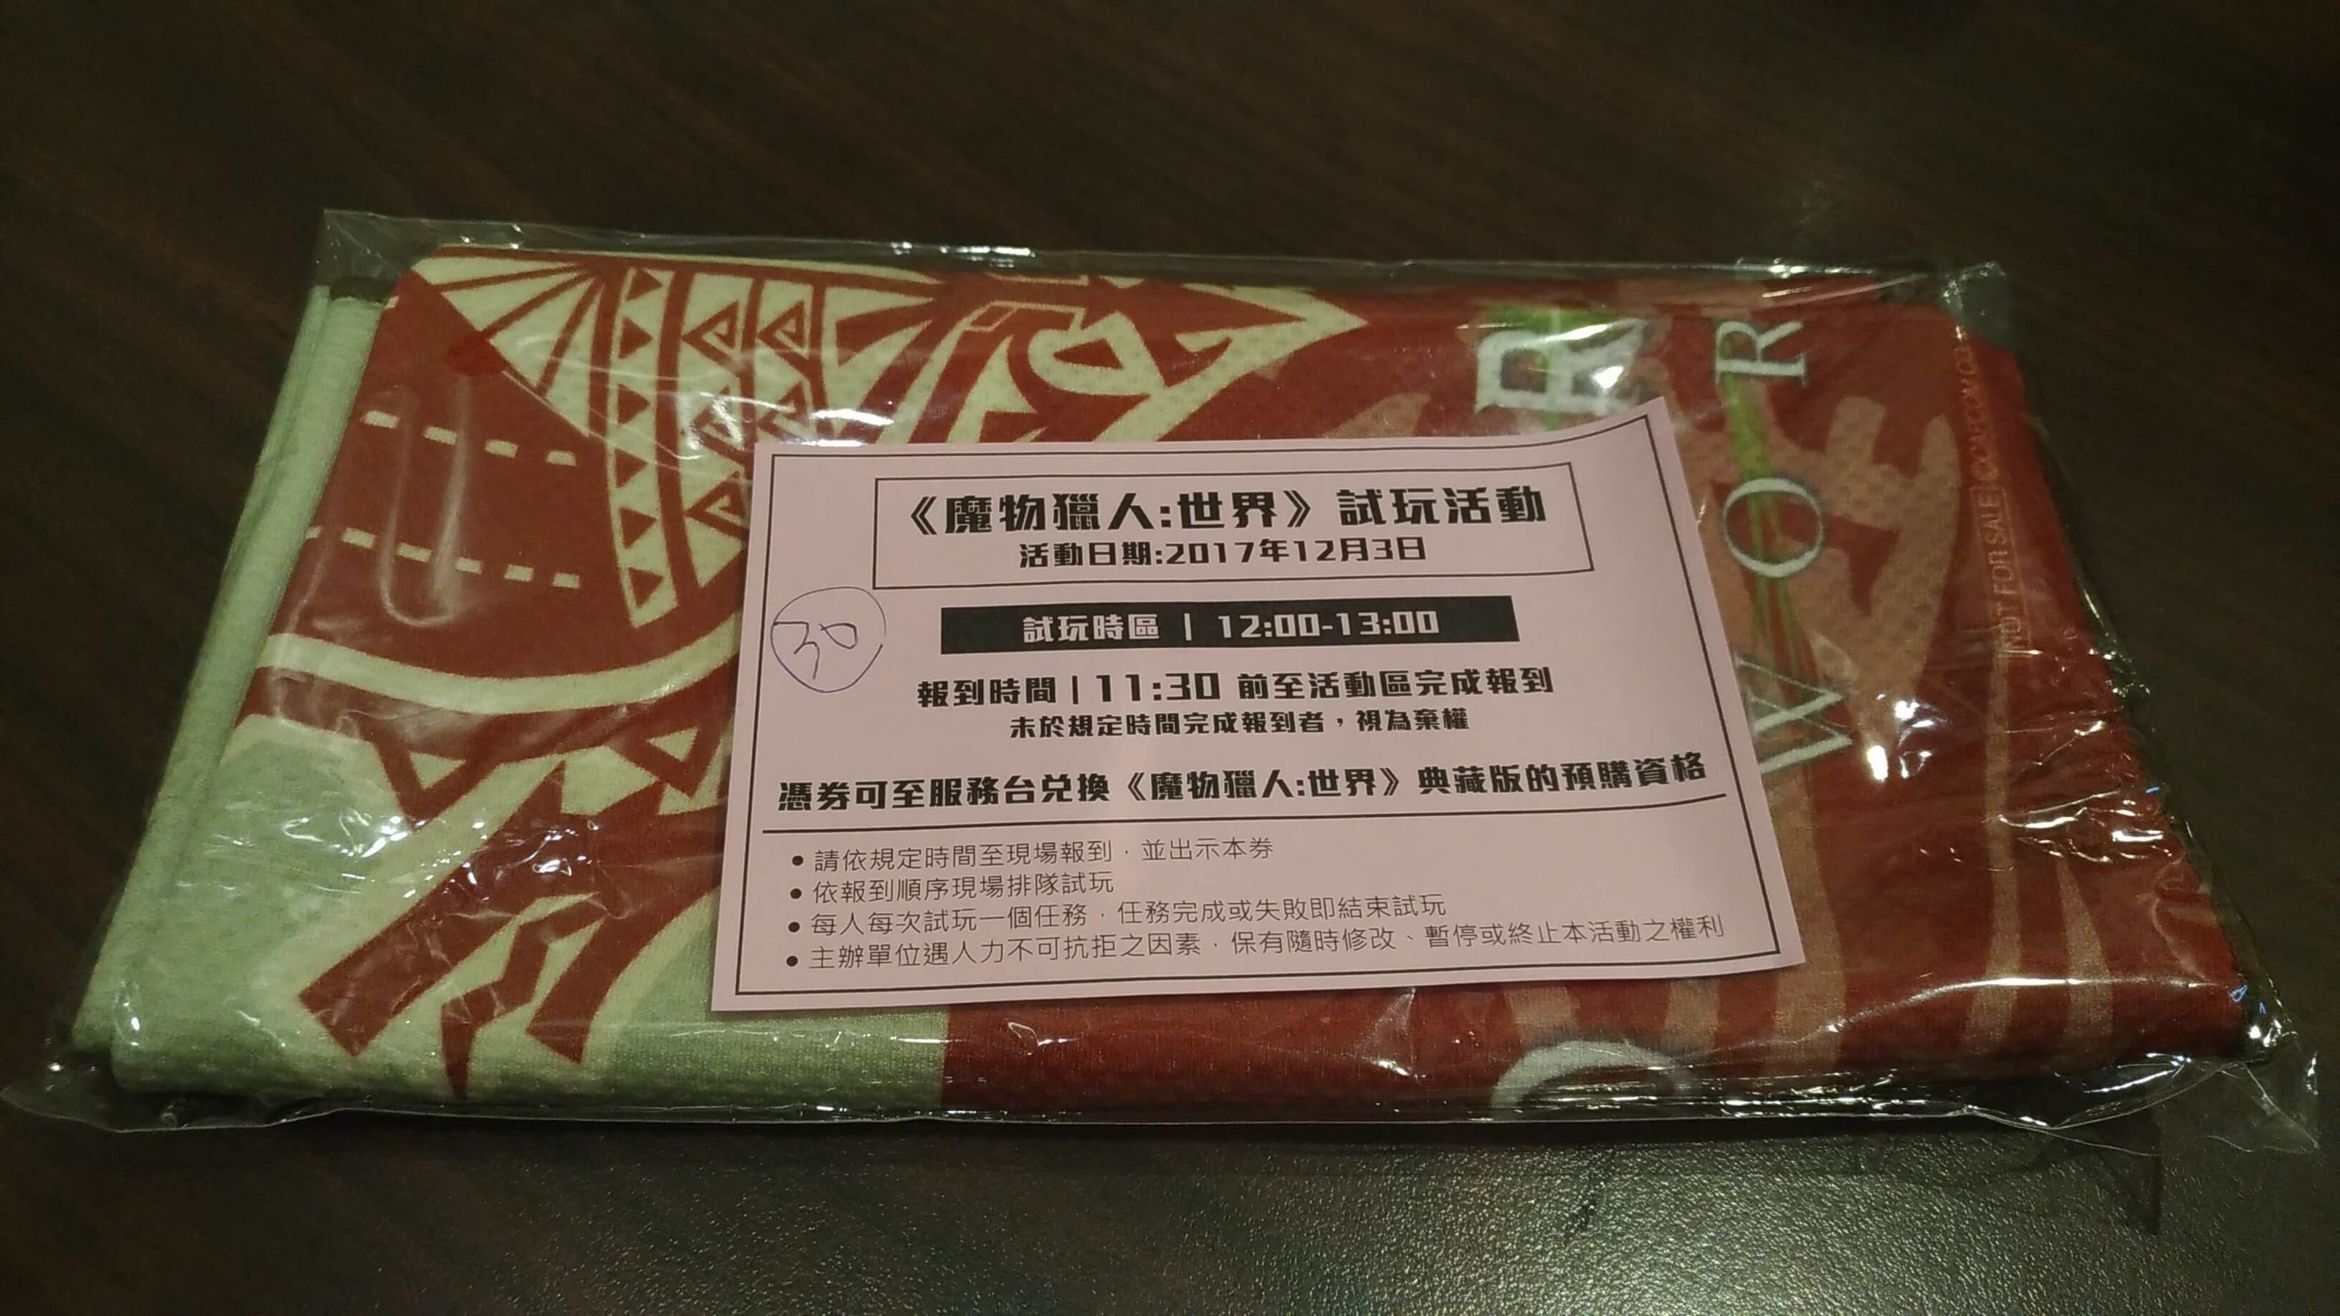 《魔物獵人:世界》試玩活動
活動日期:2017年12月3日
30
試玩時區 | 12:00-13:00
報到時間 | 11:30 前至活動區完成報到
未於規定時間完成報到者，視為棄權
憑券可至服務台兌換《魔物獵人:世界》典藏版的預購資格
• 請依規定時間至現場報到，並出示本券
• 依報到順序現場排隊試玩
• 每人每次試玩一個任務，任務完成或失敗即結束試玩
• 主辦單位遇人力不可抗拒之因素，保有隨時修改、暫停或終止本活動之權利
R
WOR
NOT FOR SALE ©CAPCOM CO.